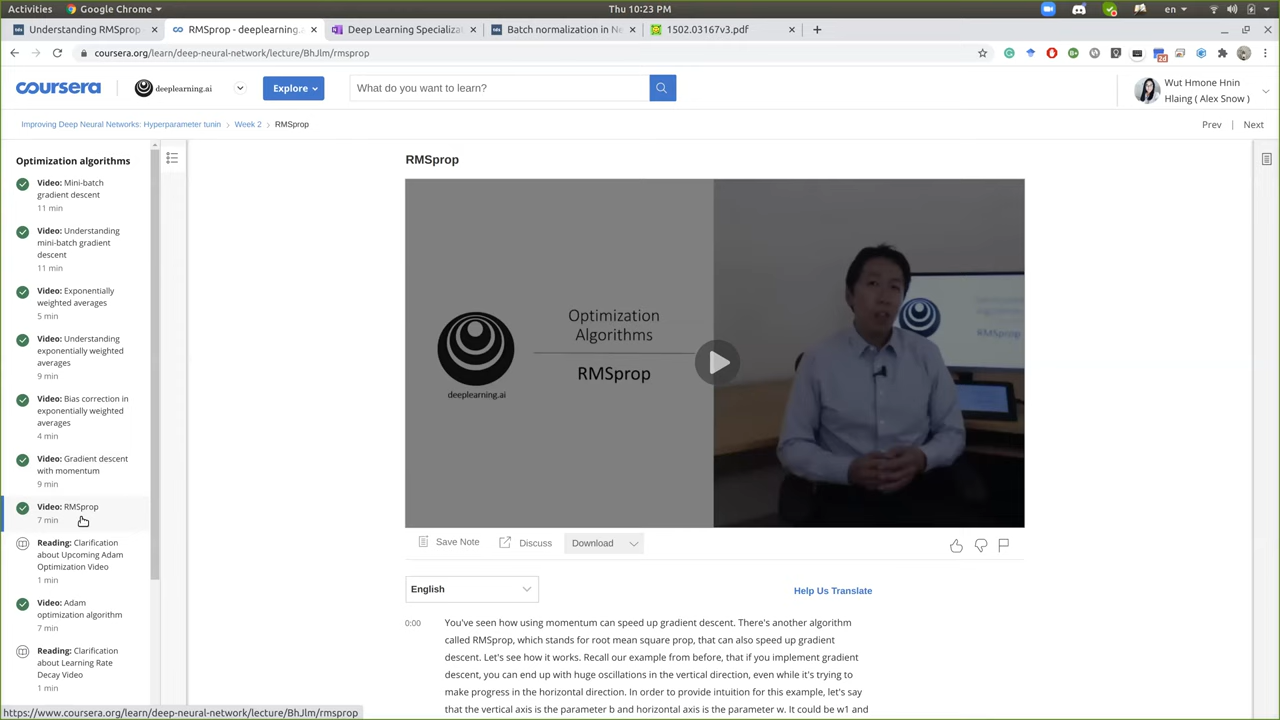 Activities
Google Chrome
Thu 10:23 PM
en
Understanding RMSprop
RMSprop - deeplearning.
Deep Learning Specializat
Batch normalization in Ne
1502.03167v3.pdf
coursera.org/learn/deep-neural-network/lecture/BhJlm/rmsprop
coursera
deeplearning.ai
Explore
What do you want to learn?
Wut Hmone Hnin
Hlaing ( Alex Snow )
Improving Deep Neural Networks: Hyperparameter tunin > Week 2 > RMSprop
Prev | Next
Optimization algorithms
Video: Mini-batch
gradient descent
11 min
Video: Understanding
mini-batch gradient
descent
11 min
Video: Exponentially
weighted averages
5 min
Video: Understanding
exponentially weighted
averages
9 min
Video: Bias correction in
exponentially weighted
averages
4 min
Video: Gradient descent
with momentum
9 min
Video: RMSprop
7 min
Reading: Clarification
about Upcoming Adam
Optimization Video
1 min
Video: Adam
optimization algorithm
7 min
Reading: Clarification
about Learning Rate
Decay Video
1 min
RMSprop
Optimization
Algorithms
RMSprop
deeplearning.ai
Save Note
Discuss
Download
English
Help Us Translate
0:00
You've seen how using momentum can speed up gradient descent. There's another algorithm
called RMSprop, which stands for root mean square prop, that can also speed up gradient
descent. Let's see how it works. Recall our example from before, that if you implement gradient
descent, you can end up with huge oscillations in the vertical direction, even while it's trying to
make progress in the horizontal direction. In order to provide intuition for this example, let's say
that the vertical axis is the parameter b and horizontal axis is the parameter w. It could be w1 and
https://www.coursera.org/learn/deep-neural-network/lecture/BhJlm/rmsprop